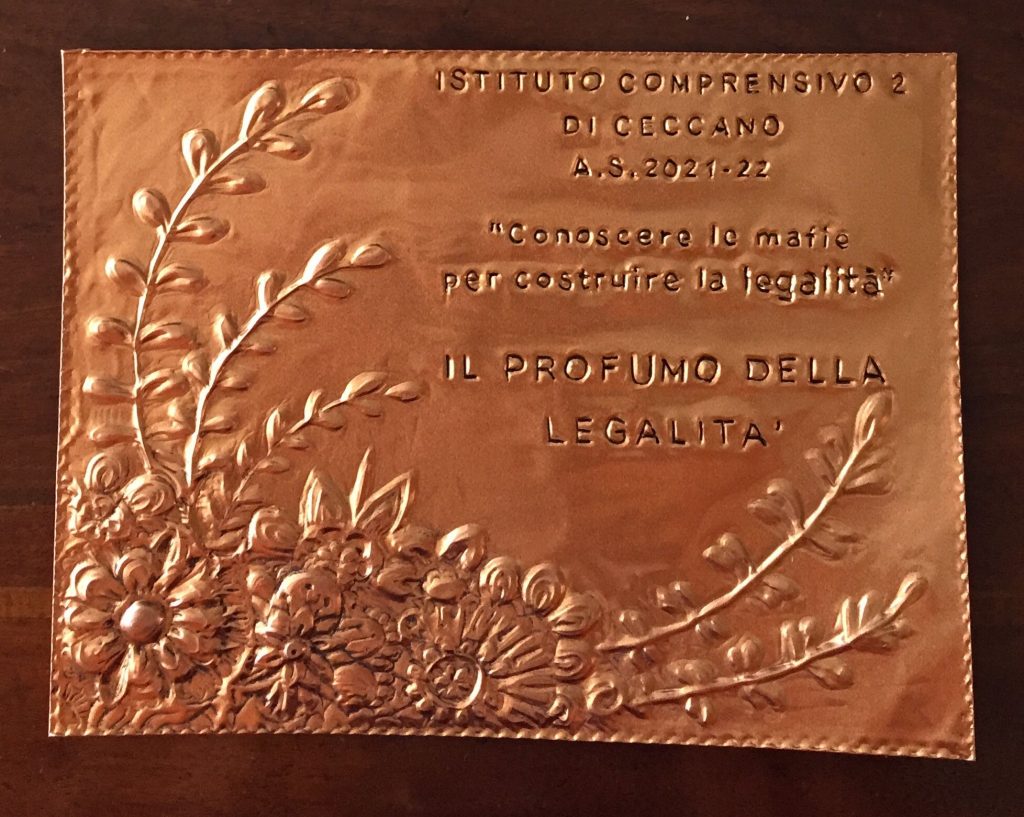 ISTITUTO COMPRENSIVO 2
DI CECCANO
A.S. 2021-22
"Conoscere le mafie
per costruire la legalità"
IL PROFUMO DELLA
LEGALITA'